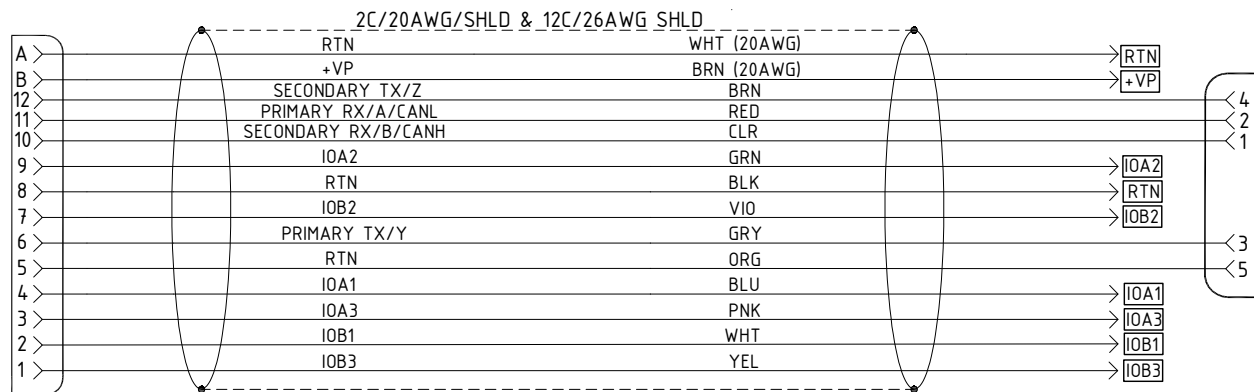 2C/20AWG/SHLD & 12C/26AWG SHLD
A RTN WHT (20AWG) RTN
B +VP BRN (20AWG) +VP
12 SECONDARY TX/Z BRN 4
11 PRIMARY RX/A/CANL RED 2
10 SECONDARY RX/B/CANH CLR 1
9 IOA2 GRN IOA2
8 RTN BLK RTN
7 IOB2 VIO IOB2
6 PRIMARY TX/Y GRY 3
5 RTN ORG 5
4 IOA1 BLU IOA1
3 IOA3 PNK IOA3
2 IOB1 WHT IOB1
1 IOB3 YEL IOB3